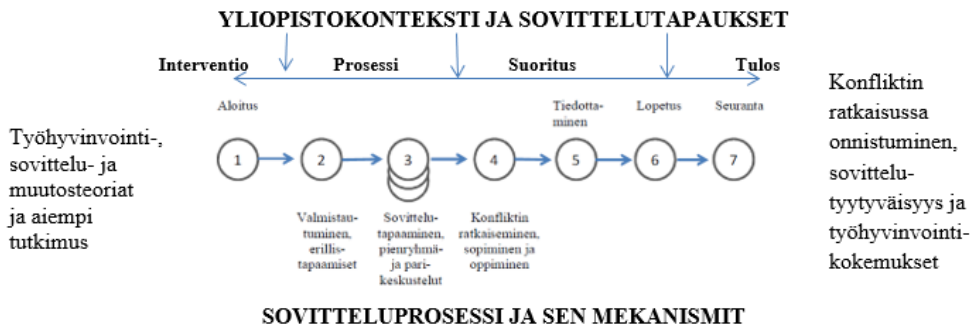 YLIOPISTOKONTEKSTI JA SOVITTELUTAPAUKSET
Interventio Prosessi Suoritus Tulos
Aloitus
Tiedotta-
minen
Lopetus
Seuranta
Työhyvinvointi-,
sovittelu- ja
muutosteoriat
ja aiempi
tutkimus
1 2 3 4 5 6 7
Valmistau-
tuminen,
erillis-
tapaamiset
Sovittelu-
tapaaminen,
pienryhmä-
ja pari-
keskustelut
Konfliktin
ratkaiseminen,
sopiminen ja
oppiminen
Konfliktin
ratkaisussa
onnistuminen,
sovittelu-
tyytyväisyys ja
työhyvinvointi-
kokemukset
SOVITTELUPROSESSI JA SEN MEKANISMIT